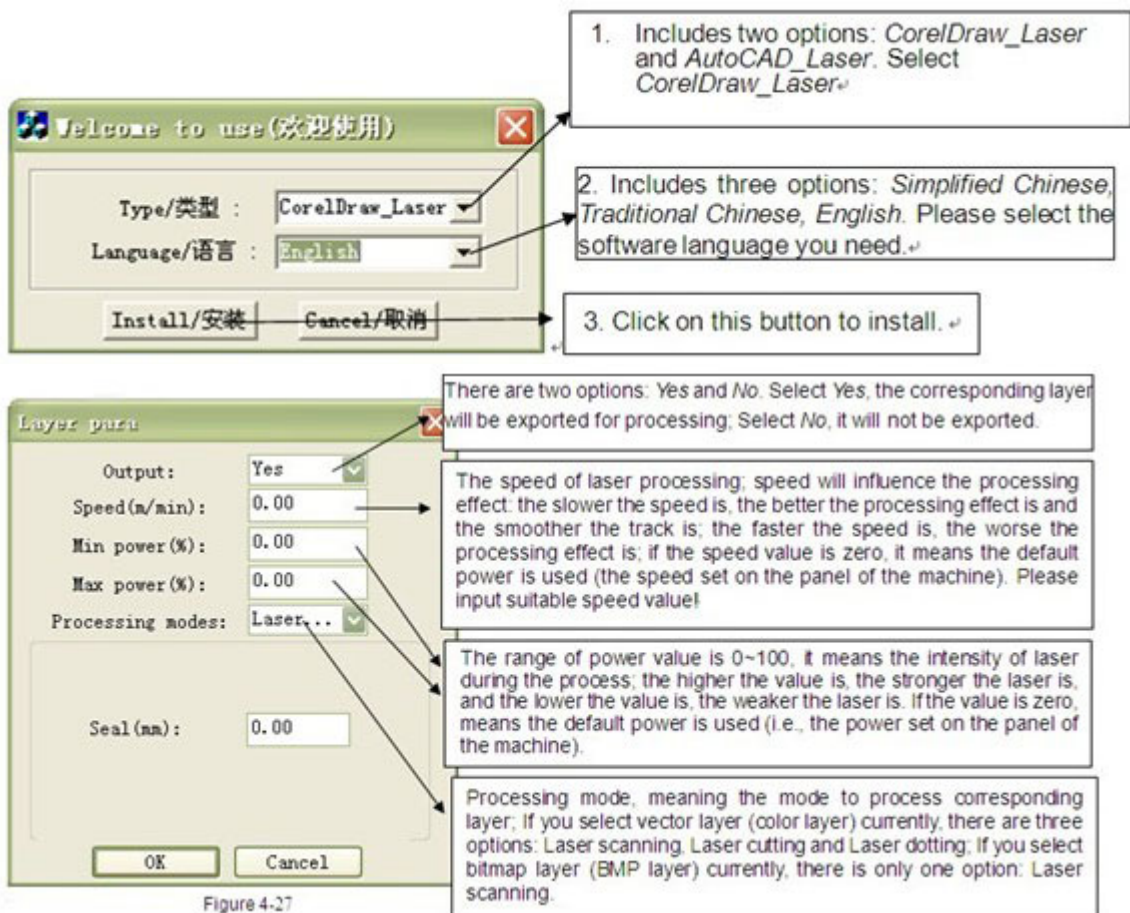 1. Includes two options: CorelDraw_Laser
and AutoCAD_Laser. Select
CorelDraw_Laser↵
Welcome to use(欢迎使用)
Type/类型 : CorelDraw_Laser
Language/语言 : English
Install/安装 Cancel/取消
2. Includes three options: Simplified Chinese,
Traditional Chinese, English. Please select the
software language you need.↵
3. Click on this button to install. ↵
Layer para
Output: Yes
Speed(m/min): 0.00
Min power(%): 0.00
Max power(%): 0.00
Processing modes: Laser...
Seal(mm): 0.00
OK Cancel
Figure 4-27
There are two options: Yes and No. Select Yes, the corresponding layer
will be exported for processing; Select No, it will not be exported.
The speed of laser processing; speed will influence the processing
effect: the slower the speed is, the better the processing effect is and
the smoother the track is; the faster the speed is, the worse the
processing effect is; if the speed value is zero, it means the default
power is used (the speed set on the panel of the machine). Please
input suitable speed value!
The range of power value is 0~100, it means the intensity of laser
during the process; the higher the value is, the stronger the laser is,
and the lower the value is, the weaker the laser is. If the value is zero,
means the default power is used (i.e., the power set on the panel of
the machine).
Processing mode, meaning the mode to process corresponding
layer; If you select vector layer (color layer) currently, there are three
options: Laser scanning, Laser cutting and Laser dotting; If you select
bitmap layer (BMP layer) currently, there is only one option: Laser
scanning.